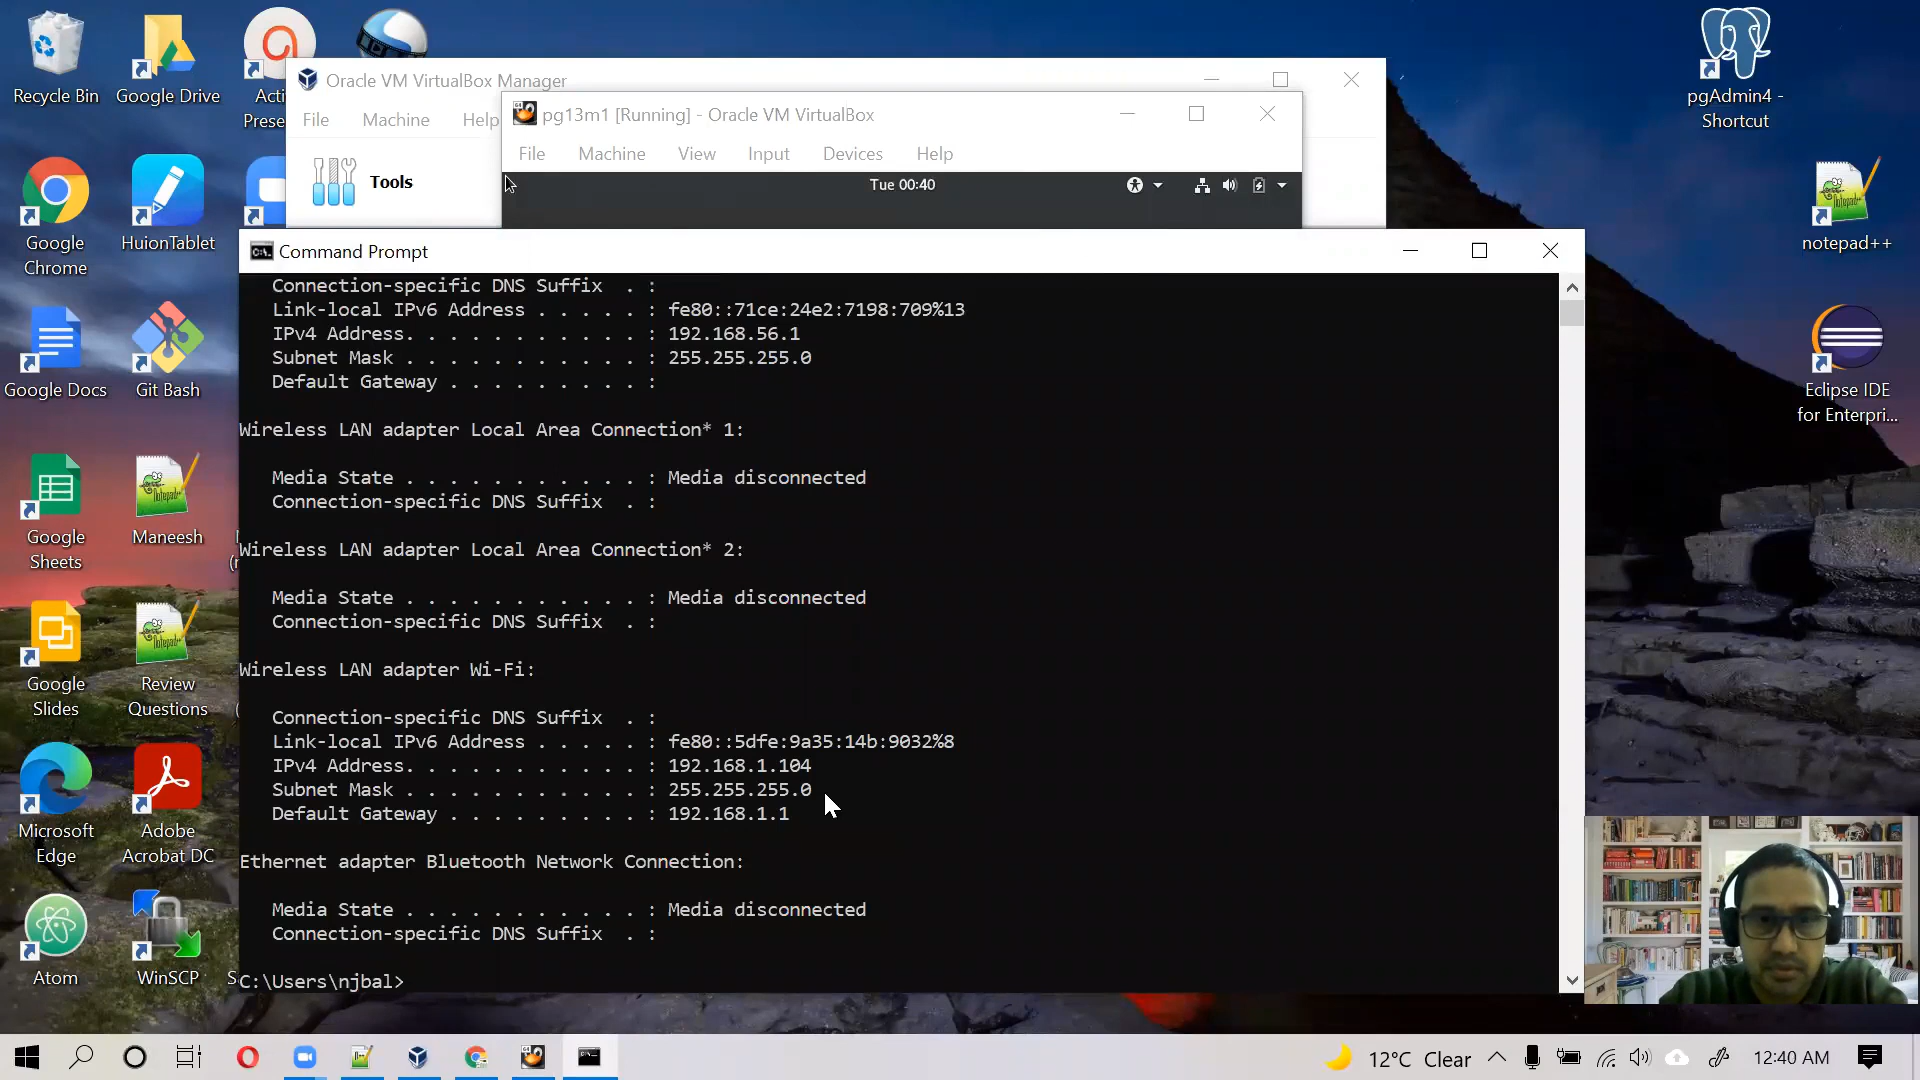 Recycle Bin
Google Drive
Acti
Prese
Google
Chrome
HuionTablet
Google Docs
Git Bash
Google
Sheets
Maneesh
Google
Slides
Review
Questions
Microsoft
Edge
Adobe
Acrobat DC
Atom
WinSCP
S
pgAdmin4 -
Shortcut
notepad++
Eclipse IDE
for Enterpri...
Oracle VM VirtualBox Manager
File Machine Help
Tools
pg13m1 [Running] - Oracle VM VirtualBox
File Machine View Input Devices Help
Tue 00:40
Command Prompt
Connection-specific DNS Suffix . :
Link-local IPv6 Address . . . . . : fe80::71ce:24e2:7198:709%13
IPv4 Address. . . . . . . . . . . : 192.168.56.1
Subnet Mask . . . . . . . . . . . : 255.255.255.0
Default Gateway . . . . . . . . . :
Wireless LAN adapter Local Area Connection* 1:
Media State . . . . . . . . . . . : Media disconnected
Connection-specific DNS Suffix . :
Wireless LAN adapter Local Area Connection* 2:
Media State . . . . . . . . . . . : Media disconnected
Connection-specific DNS Suffix . :
Wireless LAN adapter Wi-Fi:
Connection-specific DNS Suffix . :
Link-local IPv6 Address . . . . . : fe80::5dfe:9a35:14b:9032%8
IPv4 Address. . . . . . . . . . . : 192.168.1.104
Subnet Mask . . . . . . . . . . . : 255.255.255.0
Default Gateway . . . . . . . . . : 192.168.1.1
Ethernet adapter Bluetooth Network Connection:
Media State . . . . . . . . . . . : Media disconnected
Connection-specific DNS Suffix . :
C:\Users\njbal>
12°C Clear
12:40 AM